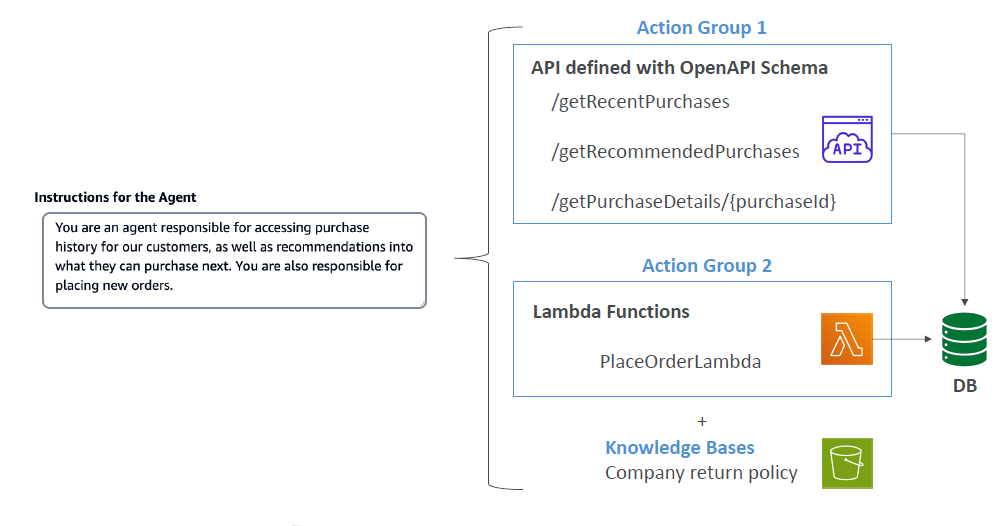 Action Group 1
API defined with OpenAPI Schema
/getRecentPurchases
/getRecommendedPurchases
API
/getPurchaseDetails/{purchaseId}
Instructions for the Agent
You are an agent responsible for accessing purchase
history for our customers, as well as recommendations into
what they can purchase next. You are also responsible for
placing new orders.
Action Group 2
Lambda Functions
PlaceOrderLambda
DB
+
Knowledge Bases
Company return policy